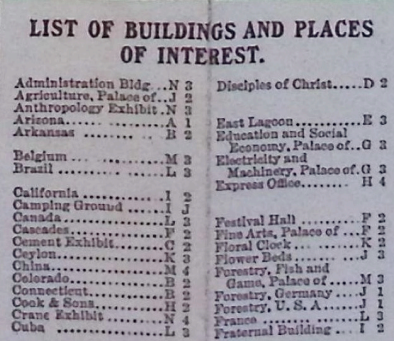 LIST OF BUILDINGS AND PLACES
OF INTEREST.
Administration Bldg...N 3
Agriculture, Palace of..J 2
Anthropology Exhibit.N 3
Arizona...............A 1
Arkansas .............B 2
Belgium ..............M 3
Brazil ...............L 3
California ............I 2
Camping Ground .....I J
Canada................L 3
Cascades..............F 2
Cement Exhibit........C 2
Ceylon................K 3
China.................M 4
Colorado..............B 2
Connecticut...........B 2
Cook & Sons...........H 2
Crane Exhibit ........N 4
Cuba .................L 3
Disciples of Christ.....D 2
East Lagoon...........E 3
Education and Social
Economy, Palace of..G 3
Electricity and
Machinery, Palace of.G 3
Express Office.........H 4
Festival Hall ..........F 2
Fine Arts, Palace of ...F 2
Floral Clock ..........K 2
Flower Beds ..........J 3
Forestry, Fish and
Game, Palace of .....M 3
Forestry, Germany ....J 1
Forestry, U. S. A ......J 1
France ...............L 3
Fraternal Building ....I 2